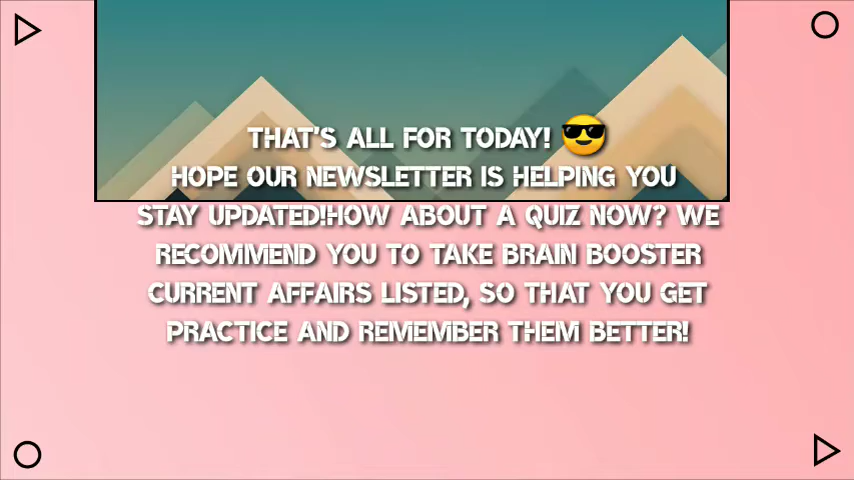 THAT'S ALL FOR TODAY! 😎
HOPE OUR NEWSLETTER IS HELPING YOU
STAY UPDATED!HOW ABOUT A QUIZ NOW? WE
RECOMMEND YOU TO TAKE BRAIN BOOSTER
CURRENT AFFAIRS LISTED, SO THAT YOU GET
PRACTICE AND REMEMBER THEM BETTER!